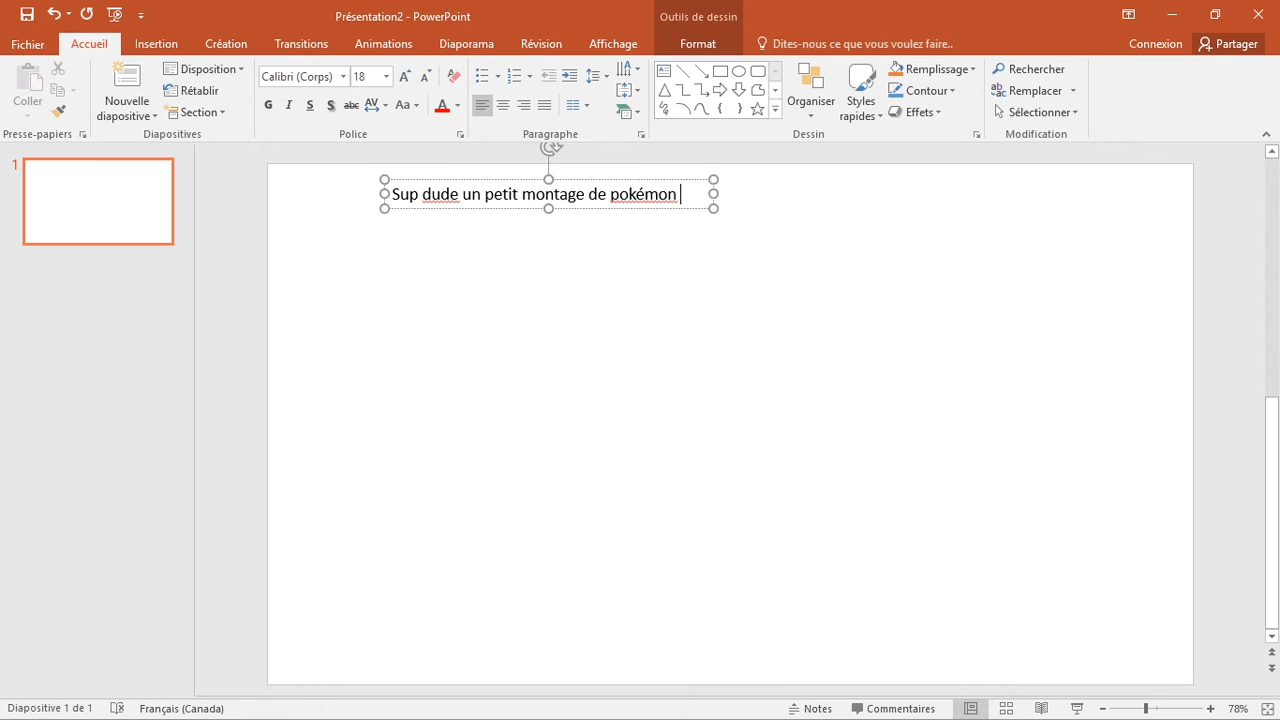 Présentation2 - PowerPoint
Outils de dessin
Fichier Accueil Insertion Création Transitions Animations Diaporama Révision Affichage Format Dites-nous ce que vous voulez faire.. Connexion Partager
Coller
Presse-papiers
Nouvelle diapositive
Disposition
Rétablir
Section
Diapositives
Calibri (Corps) 18
G I S S abc AV Aa A
Police
Paragraphe
Organiser
Styles rapides
Remplissage
Contour
Effets
Dessin
Rechercher
Remplacer
Sélectionner
Modification
1
Sup dude un petit montage de pokémon
Diapositive 1 de 1 Français (Canada) Notes Commentaires 78%